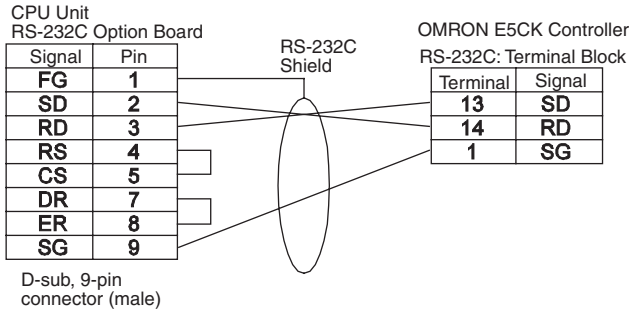 CPU Unit
RS-232C Option Board
Signal Pin
FG 1
SD 2
RD 3
RS 4
CS 5
DR 7
ER 8
SG 9
D-sub, 9-pin
connector (male)
RS-232C
Shield
OMRON E5CK Controller
RS-232C: Terminal Block
Terminal Signal
13 SD
14 RD
1 SG